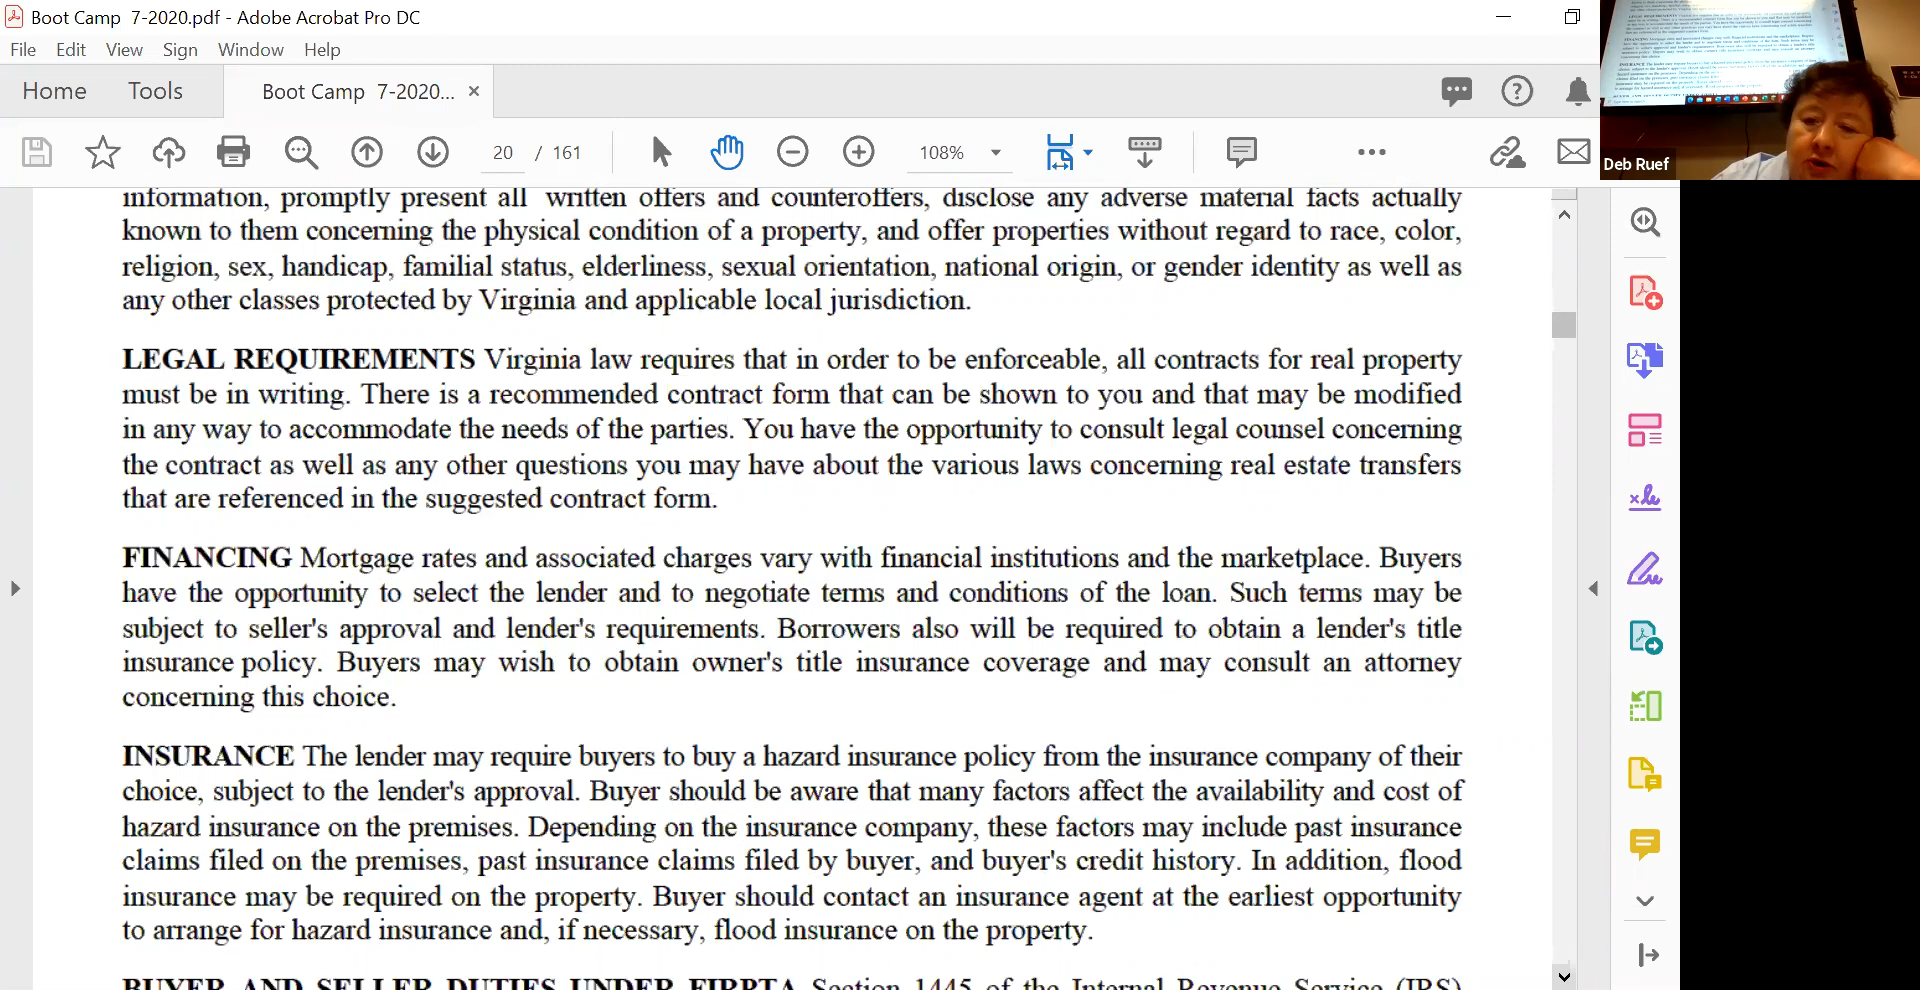 Boot Camp  7-2020.pdf - Adobe Acrobat Pro DC
File Edit View Sign Window Help
Home Tools Boot Camp  7-2020... ×
20 / 161 108%
Deb Ruef
information, promptly present all written offers and counteroffers, disclose any adverse material facts actually
known to them concerning the physical condition of a property, and offer properties without regard to race, color,
religion, sex, handicap, familial status, elderliness, sexual orientation, national origin, or gender identity as well as
any other classes protected by Virginia and applicable local jurisdiction.
LEGAL REQUIREMENTS Virginia law requires that in order to be enforceable, all contracts for real property
must be in writing. There is a recommended contract form that can be shown to you and that may be modified
in any way to accommodate the needs of the parties. You have the opportunity to consult legal counsel concerning
the contract as well as any other questions you may have about the various laws concerning real estate transfers
that are referenced in the suggested contract form.
FINANCING Mortgage rates and associated charges vary with financial institutions and the marketplace. Buyers
have the opportunity to select the lender and to negotiate terms and conditions of the loan. Such terms may be
subject to seller's approval and lender's requirements. Borrowers also will be required to obtain a lender's title
insurance policy. Buyers may wish to obtain owner's title insurance coverage and may consult an attorney
concerning this choice.
INSURANCE The lender may require buyers to buy a hazard insurance policy from the insurance company of their
choice, subject to the lender's approval. Buyer should be aware that many factors affect the availability and cost of
hazard insurance on the premises. Depending on the insurance company, these factors may include past insurance
claims filed on the premises, past insurance claims filed by buyer, and buyer's credit history. In addition, flood
insurance may be required on the property. Buyer should contact an insurance agent at the earliest opportunity
to arrange for hazard insurance and, if necessary, flood insurance on the property.
BUYER AND SELLER DUTIES UNDER FIRPTA Section 1445 of the Internal Revenue Service (IRS)